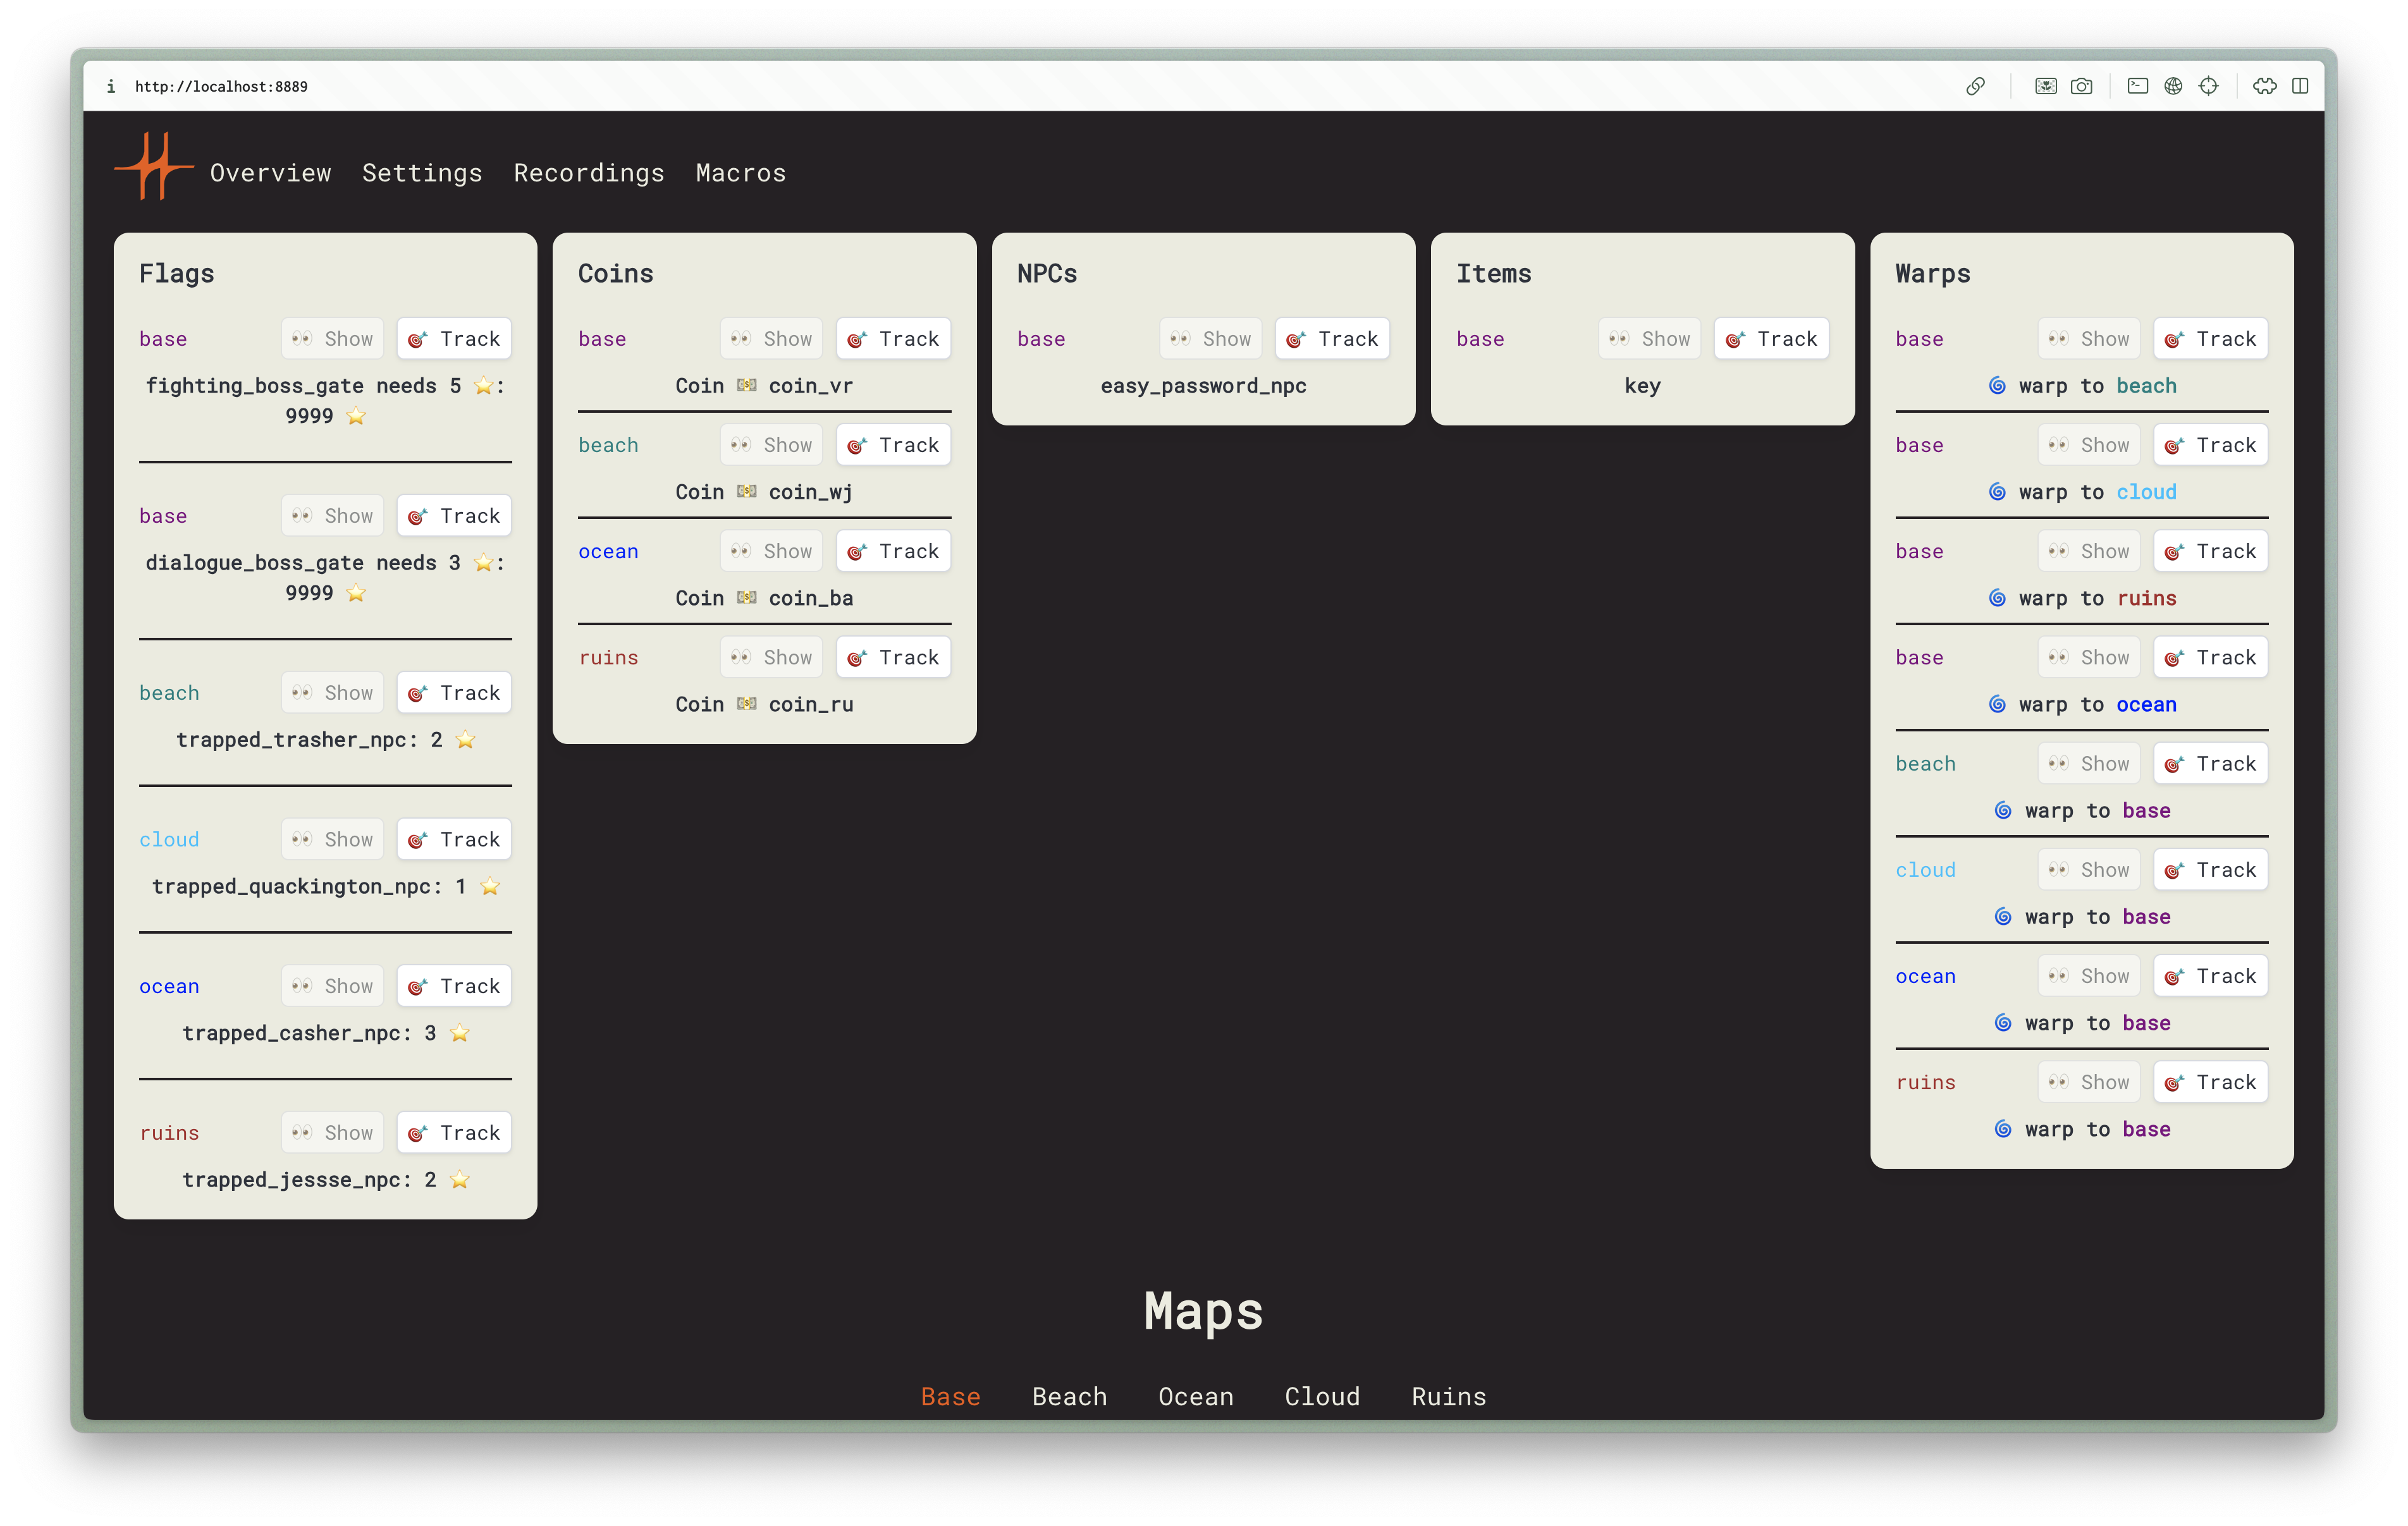 http://localhost:8889
Overview Settings Recordings Macros
Flags
base 👀 Show 🎯 Track
fighting_boss_gate needs 5 ⭐:
9999 ⭐
base 👀 Show 🎯 Track
dialogue_boss_gate needs 3 ⭐:
9999 ⭐
beach 👀 Show 🎯 Track
trapped_trasher_npc: 2 ⭐
cloud 👀 Show 🎯 Track
trapped_quackington_npc: 1 ⭐
ocean 👀 Show 🎯 Track
trapped_casher_npc: 3 ⭐
ruins 👀 Show 🎯 Track
trapped_jessse_npc: 2 ⭐
Coins
base 👀 Show 🎯 Track
Coin 💵 coin_vr
beach 👀 Show 🎯 Track
Coin 💵 coin_wj
ocean 👀 Show 🎯 Track
Coin 💵 coin_ba
ruins 👀 Show 🎯 Track
Coin 💵 coin_ru
NPCs
base 👀 Show 🎯 Track
easy_password_npc
Items
base 👀 Show 🎯 Track
key
Warps
base 👀 Show 🎯 Track
🌀 warp to beach
base 👀 Show 🎯 Track
🌀 warp to cloud
base 👀 Show 🎯 Track
🌀 warp to ruins
base 👀 Show 🎯 Track
🌀 warp to ocean
beach 👀 Show 🎯 Track
🌀 warp to base
cloud 👀 Show 🎯 Track
🌀 warp to base
ocean 👀 Show 🎯 Track
🌀 warp to base
ruins 👀 Show 🎯 Track
🌀 warp to base
Maps
Base Beach Ocean Cloud Ruins